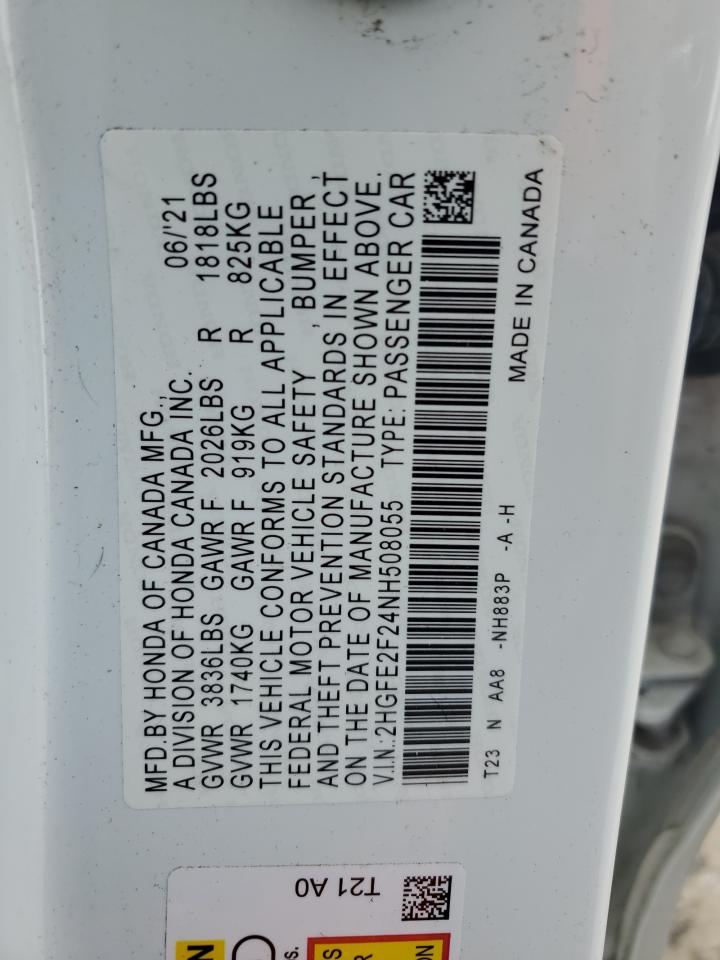 MFD.BY HONDA OF CANADA MFG.,
A DIVISION OF HONDA CANADA INC. 06/'21
GVWR 3836LBS GAWR F 2026LBS R 1818LBS
GVWR 1740KG GAWR F 919KG R 825KG
THIS VEHICLE CONFORMS TO ALL APPLICABLE
FEDERAL MOTOR VEHICLE SAFETY , BUMPER ,
AND THEFT PREVENTION STANDARDS IN EFFECT
ON THE DATE OF MANUFACTURE SHOWN ABOVE.
V.I.N.:2HGFE2F24NH508055 TYPE: PASSENGER CAR
T23 N AA8 -NH883P -A -H
MADE IN CANADA
T21 A0